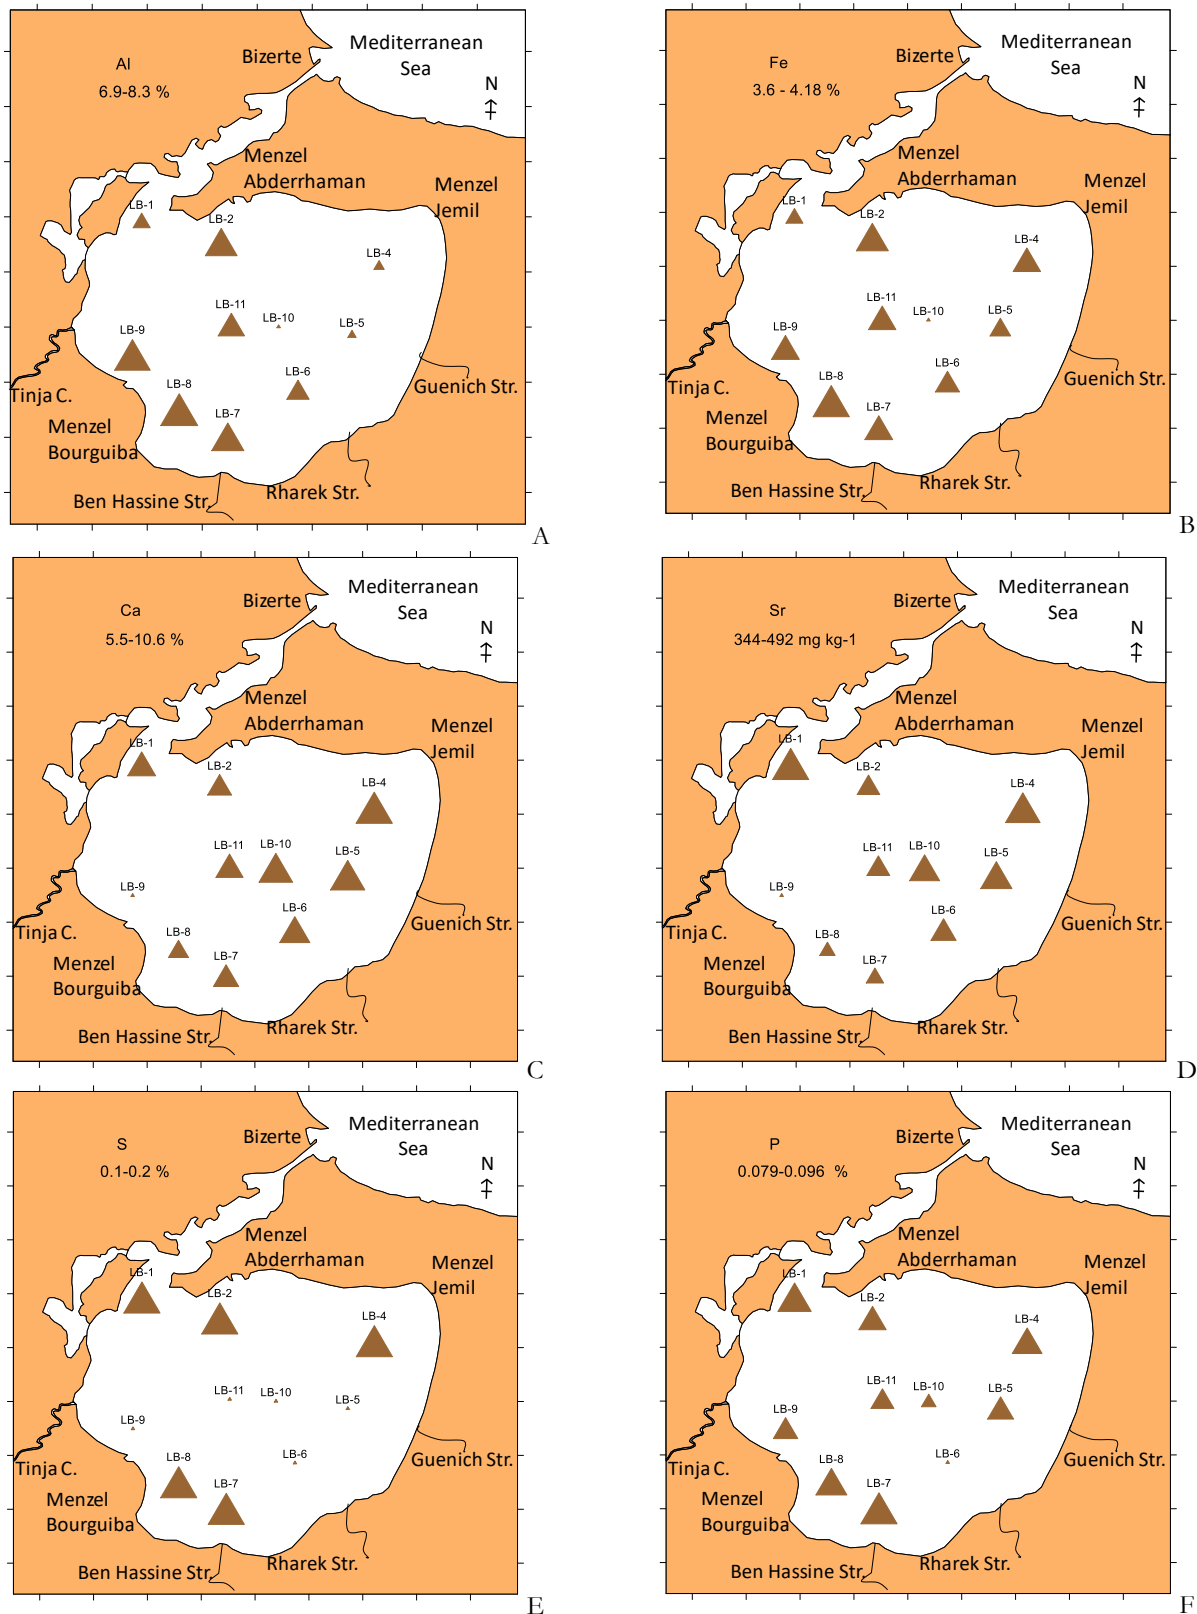 Mediterranean
Sea
Bizerte
Al
6.9-8.3 %
N
Menzel
Abderrhaman
Menzel
Jemil
LB-1
LB-2
LB-4
LB-11
LB-10
LB-5
LB-9
LB-6
LB-8
LB-7
Tinja C.
Guenich Str.
Menzel
Bourguiba
Rharek Str.
Ben Hassine Str.
A
Mediterranean
Sea
Bizerte
Fe
3.6 - 4.18 %
N
Menzel
Abderrhaman
Menzel
Jemil
LB-1
LB-2
LB-4
LB-11
LB-10
LB-5
LB-9
LB-6
LB-8
LB-7
Tinja C.
Guenich Str.
Menzel
Bourguiba
Rharek Str.
Ben Hassine Str.
B
Mediterranean
Sea
Bizerte
Ca
5.5-10.6 %
N
Menzel
Abderrhaman
Menzel
Jemil
LB-1
LB-2
LB-4
LB-11
LB-10
LB-5
LB-9
LB-6
LB-8
LB-7
Tinja C.
Guenich Str.
Menzel
Bourguiba
Rharek Str.
Ben Hassine Str.
C
Mediterranean
Sea
Bizerte
Sr
344-492 mg kg-1
N
Menzel
Abderrhaman
Menzel
Jemil
LB-1
LB-2
LB-4
LB-11
LB-10
LB-5
LB-9
LB-6
LB-8
LB-7
Tinja C.
Guenich Str.
Menzel
Bourguiba
Rharek Str.
Ben Hassine Str.
D
Mediterranean
Sea
Bizerte
S
0.1-0.2 %
N
Menzel
Abderrhaman
Menzel
Jemil
LB-1
LB-2
LB-4
LB-11
LB-10
LB-5
LB-9
LB-6
LB-8
LB-7
Tinja C.
Guenich Str.
Menzel
Bourguiba
Rharek Str.
Ben Hassine Str.
E
Mediterranean
Sea
Bizerte
P
0.079-0.096 %
N
Menzel
Abderrhaman
Menzel
Jemil
LB-1
LB-2
LB-4
LB-11
LB-10
LB-5
LB-9
LB-6
LB-8
LB-7
Tinja C.
Guenich Str.
Menzel
Bourguiba
Rharek Str.
Ben Hassine Str.
F